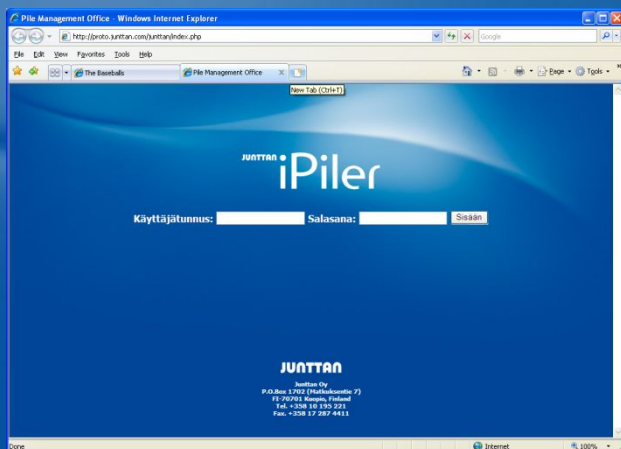 Pile Management Office - Windows Internet Explorer
http://proto.junttan.com/junttan/index.php
Google
File Edit View Favorites Tools Help
The Baseballs
Pile Management Office
Page
Tools
New Tab (Ctrl+T)
JUNTTAN iPiler
Käyttäjätunnus:
Salasana:
Sisään
JUNTTAN
Junttan Oy
P.O.Box 1702 (Matkuksentie 7)
FI-70701 Kuopio, Finland
Tel. +358 10 195 221
Fax. +358 17 287 4411
Done
Internet
100%